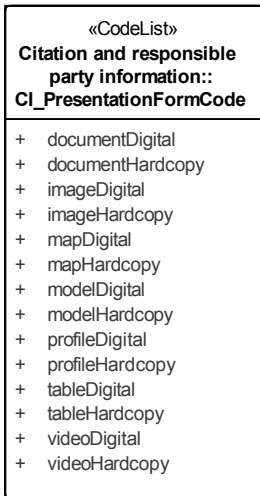 «CodeList»
Citation and responsible
party information::
CI_PresentationFormCode
+ documentDigital
+ documentHardcopy
+ imageDigital
+ imageHardcopy
+ mapDigital
+ mapHardcopy
+ modelDigital
+ modelHardcopy
+ profileDigital
+ profileHardcopy
+ tableDigital
+ tableHardcopy
+ videoDigital
+ videoHardcopy